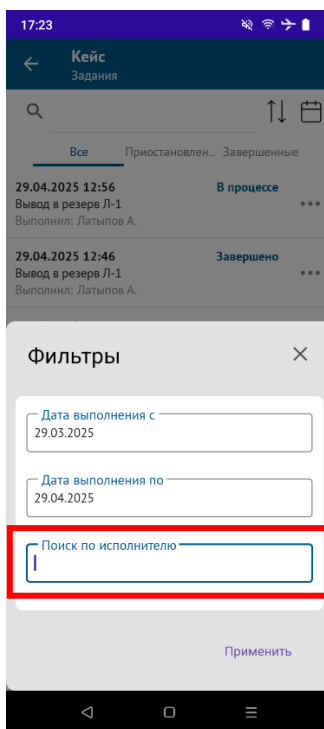 17:23
Кейс
Задания
Все Приостановлен.. Завершенные
29.04.2025 12:56 В процессе
Вывод в резерв Л-1
Выполнил: Латыпов А.
29.04.2025 12:46 Завершено
Вывод в резерв Л-1
Выполнил: Латыпов А.
Фильтры
Дата выполнения с
29.03.2025
Дата выполнения по
29.04.2025
Поиск по исполнителю
Применить